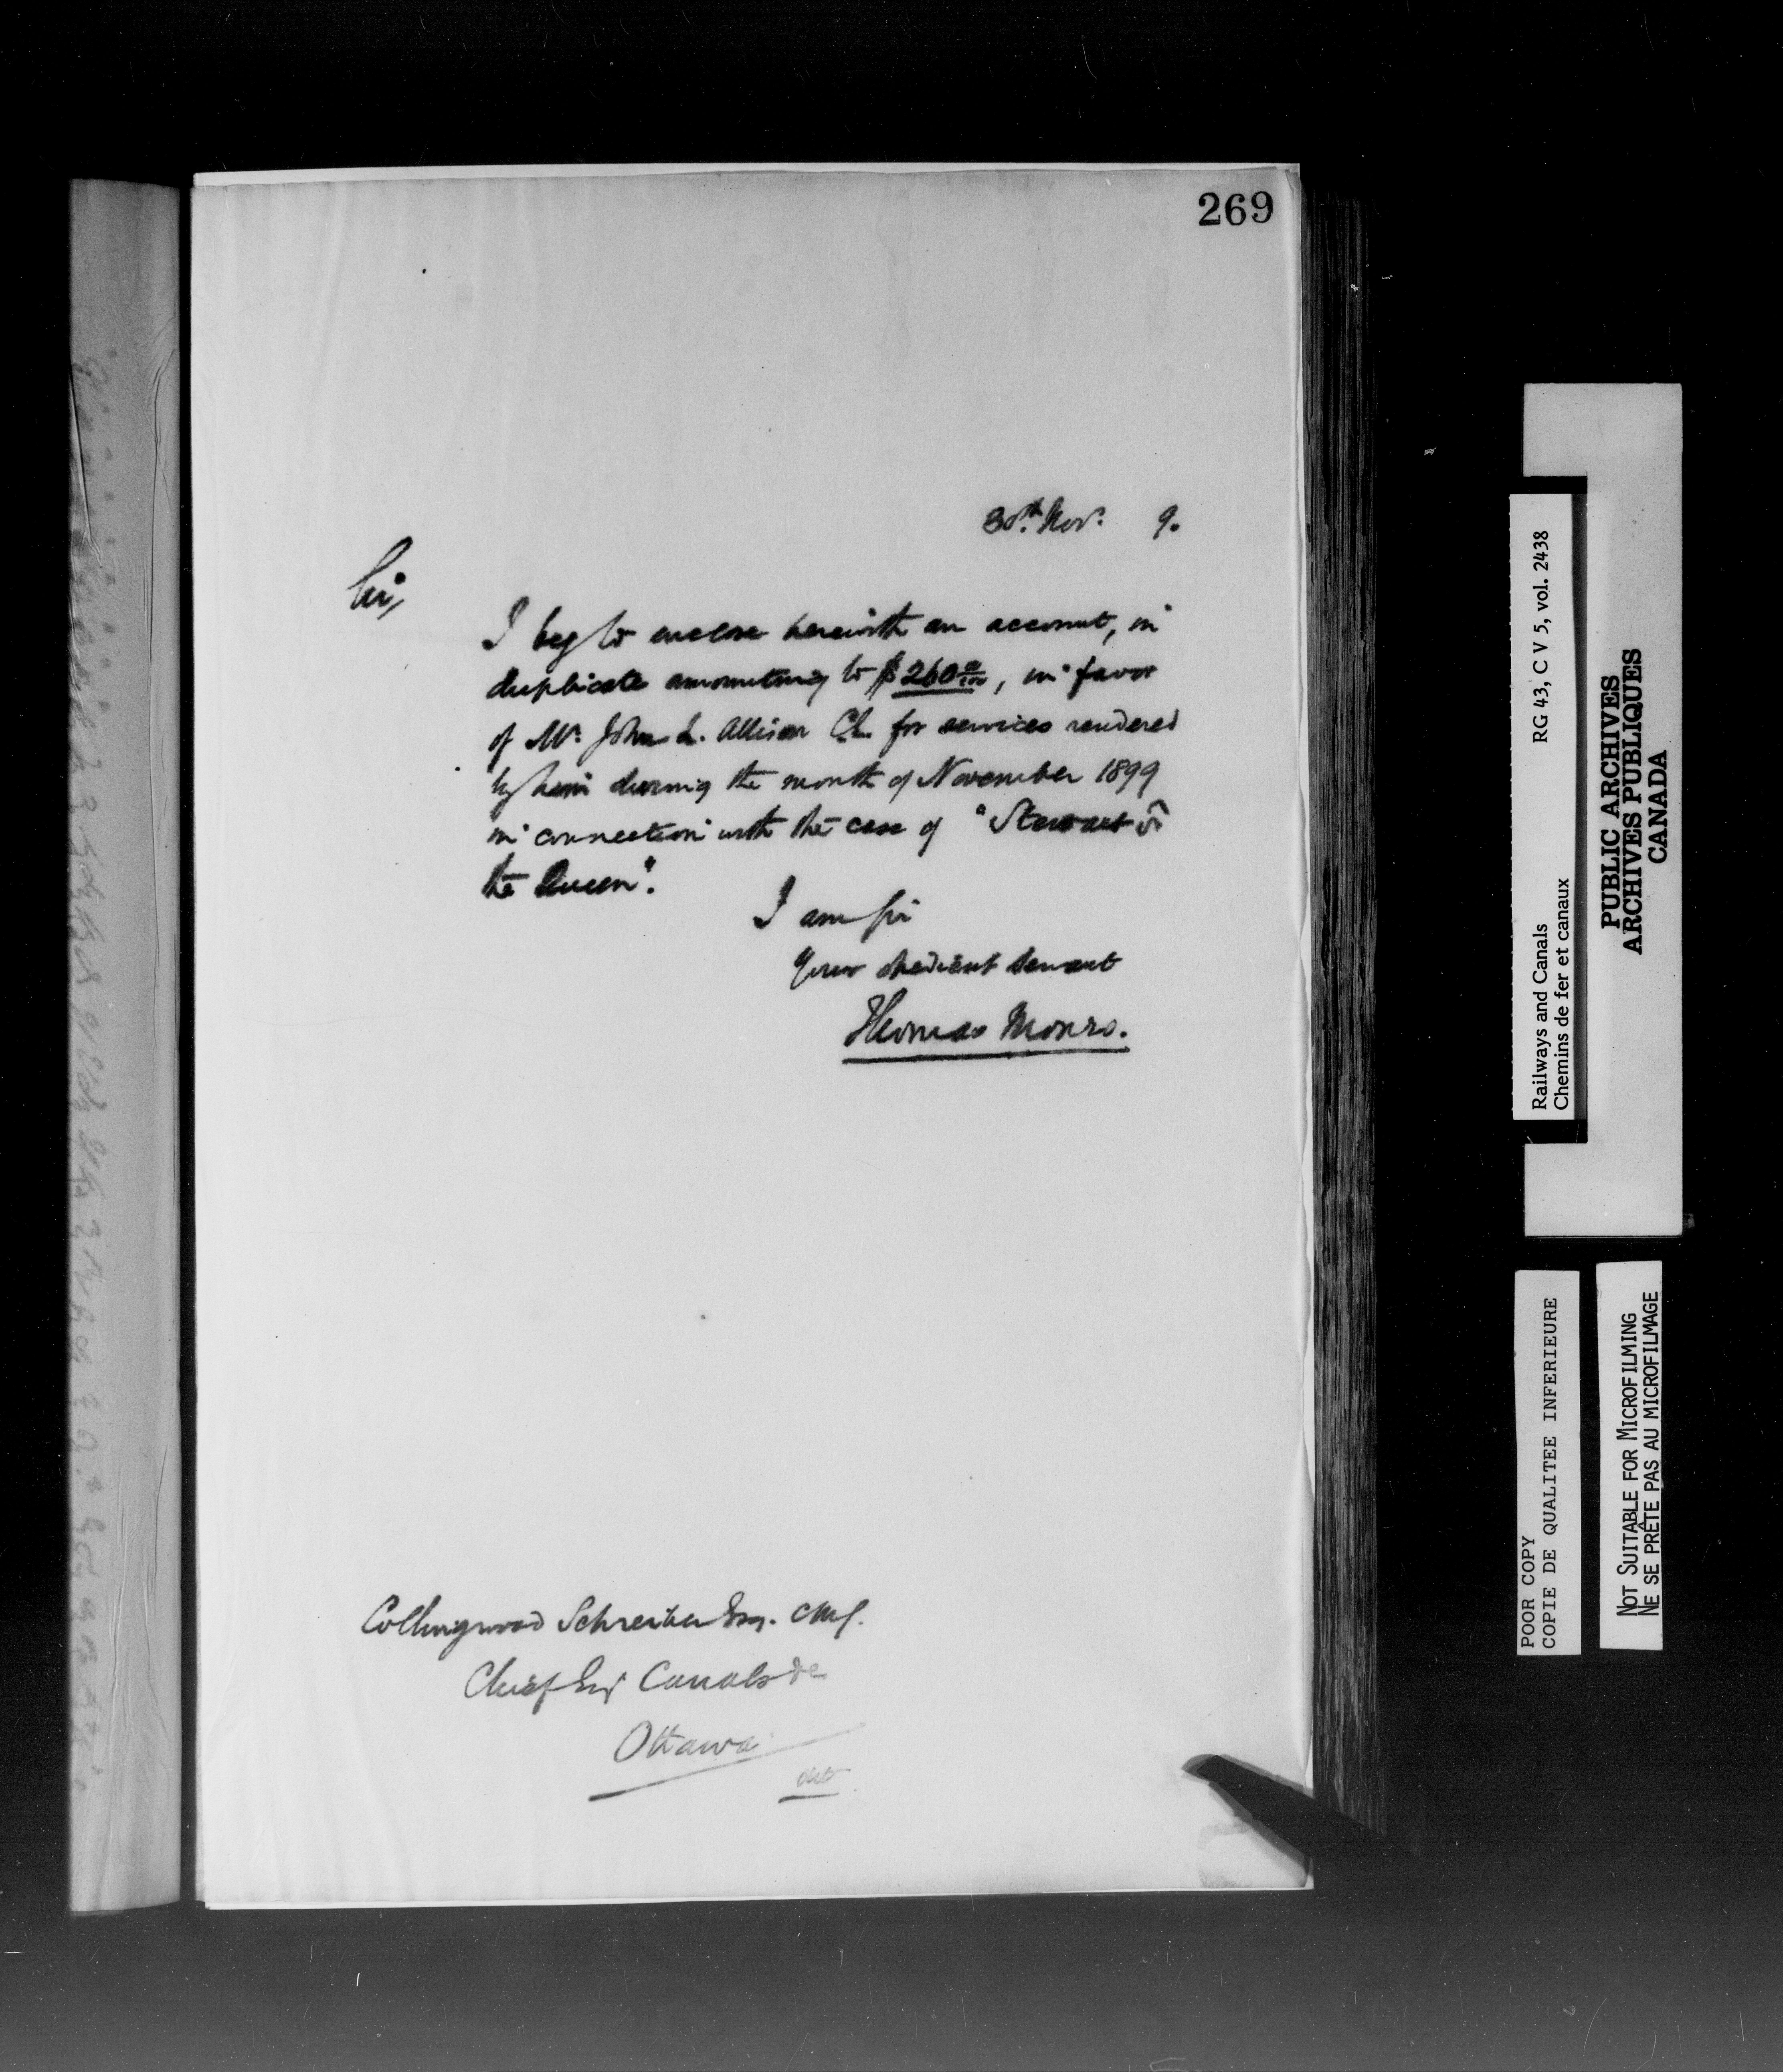 269
30th. Nov. 9.
Sir,
I beg to enclose herewith an account, in
duplicate amounting to $260 0/100, in favor
of Mr. John L. Allison C.E. for services rendered
by him during the month of November 1899
in connection with the case of "Stewart vs
the Queen".
I am Sir
Your obedient servant
Thomas Monro.
Collingwood Schreiber Esq. CMG.
Chief Eng Canals &c
Ottawa
Railways and Canals RG 43, C V 5, vol. 2438
Chemins de fer et canaux
PUBLIC ARCHIVES
ARCHIVES PUBLIQUES
CANADA
POOR COPY
COPIE DE QUALITEE INFERIEURE
NOT SUITABLE FOR MICROFILMING
NE SE PRÊTE PAS AU MICROFILMAGE